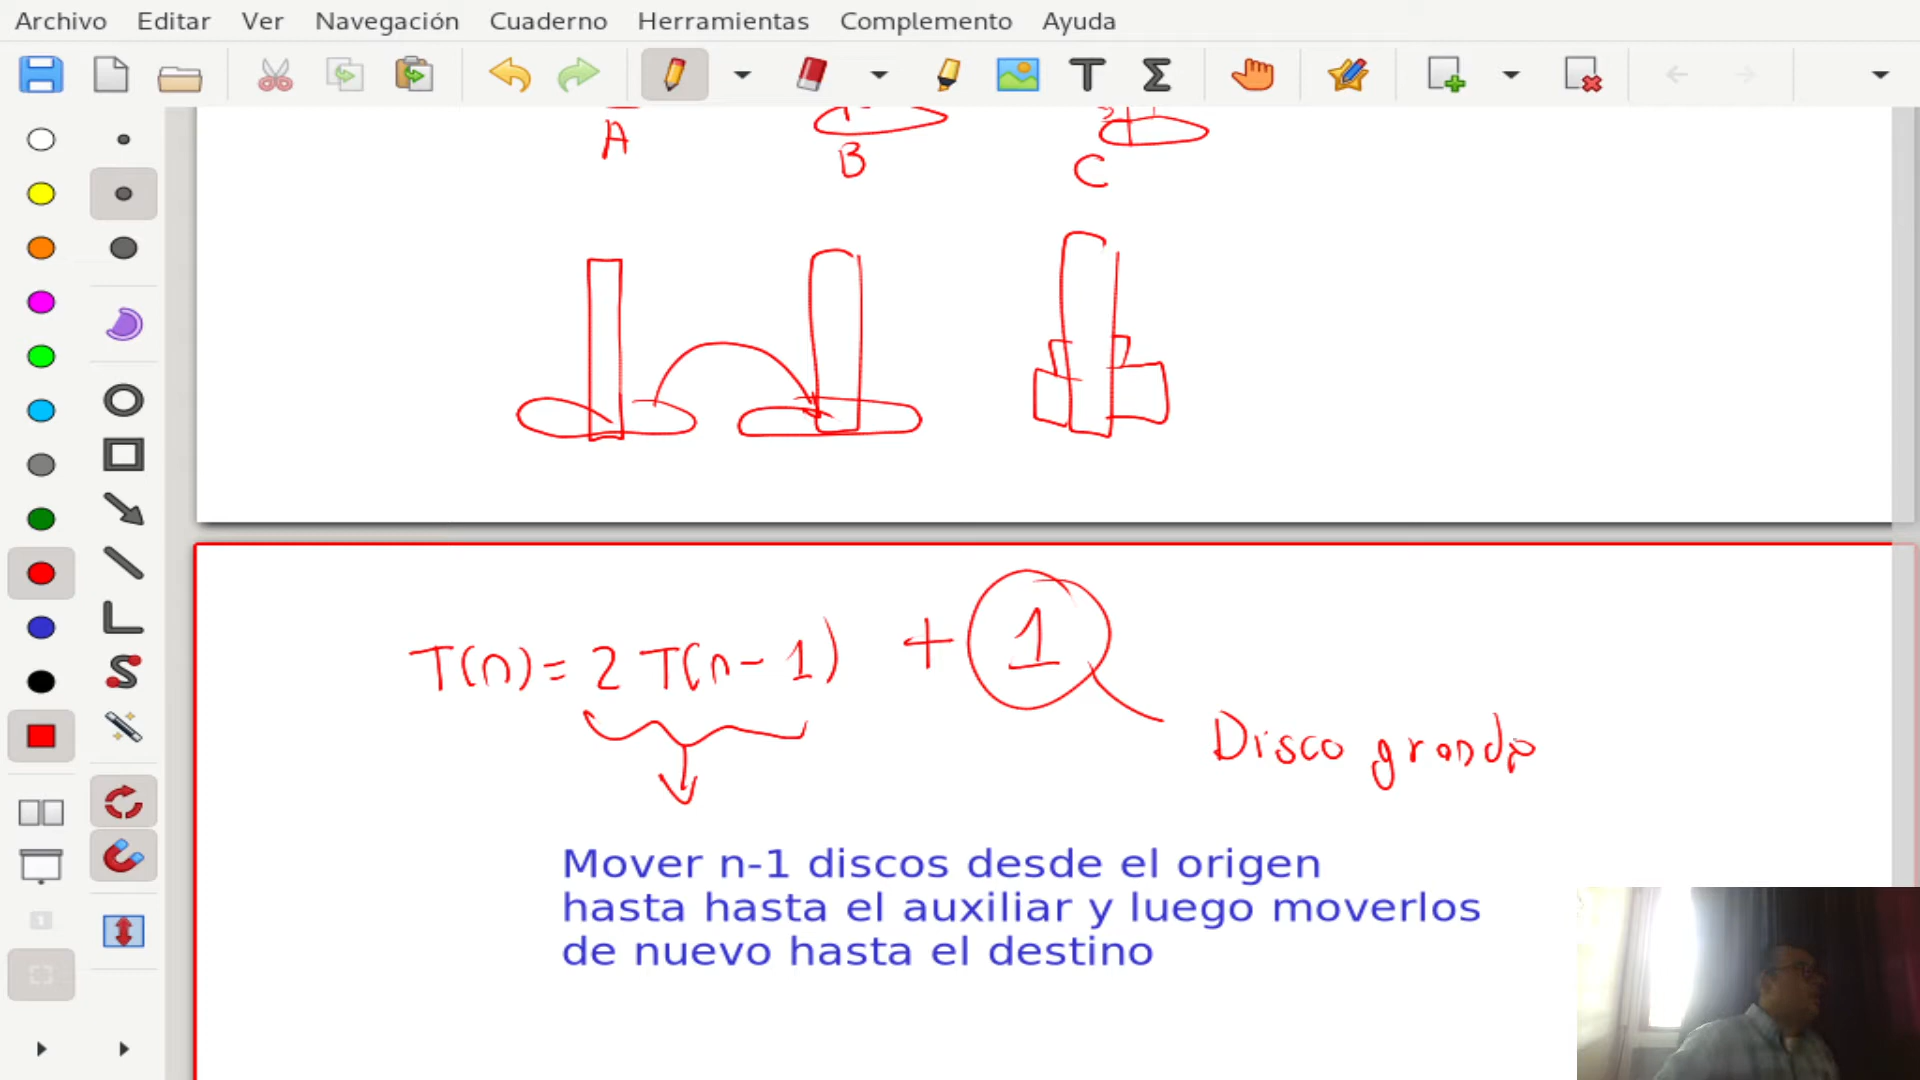 Archivo Editar Ver Navegación Cuaderno Herramientas Complemento Ayuda
A
B
C
T(n) = 2 T(n-1) + 1
Disco grande
Mover n-1 discos desde el origen
hasta hasta el auxiliar y luego moverlos
de nuevo hasta el destino